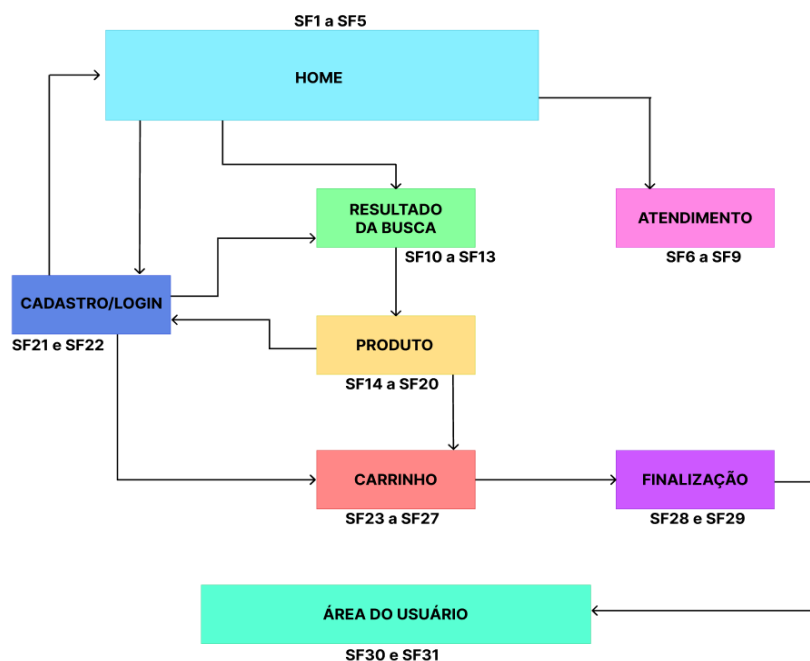 SF1 a SF5
HOME
RESULTADO
DA BUSCA
SF10 a SF13
ATENDIMENTO
SF6 a SF9
CADASTRO/LOGIN
SF21 e SF22
PRODUTO
SF14 a SF20
CARRINHO
SF23 a SF27
FINALIZAÇÃO
SF28 e SF29
ÁREA DO USUÁRIO
SF30 e SF31